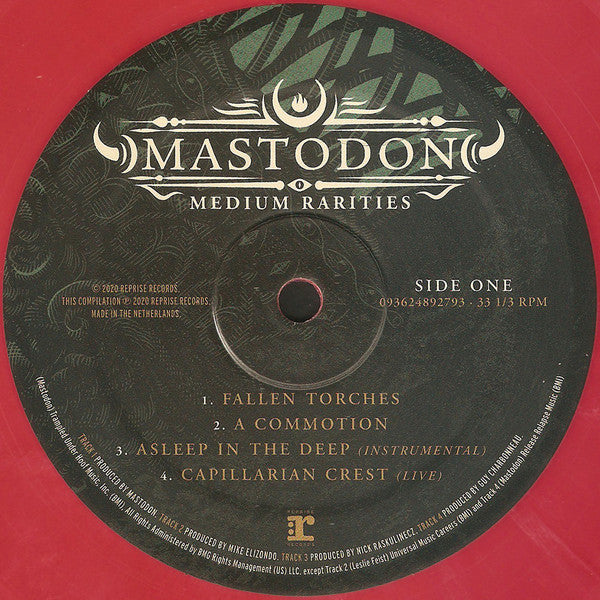 MASTODON
MEDIUM RARITIES
© 2020 REPRISE RECORDS.
THIS COMPILATION ℗ 2020 REPRISE RECORDS.
MADE IN THE NETHERLANDS.
SIDE ONE
093624892793 · 33 1/3 RPM
1. FALLEN TORCHES
2. A COMMOTION
3. ASLEEP IN THE DEEP (INSTRUMENTAL)
4. CAPILLARIAN CREST (LIVE)
r
REPRISE
RECORDS
TRACK 1 PRODUCED BY MASTODON. TRACK 2 PRODUCED BY MIKE ELIZONDO. TRACK 3 PRODUCED BY NICK RASKULINECZ. TRACK 4 PRODUCED BY GUY CHARBONNEAU.
(Mastodon) Trampled Under Roof Music, Inc. (BMI), All Rights Administered by BMG Rights Management (US) LLC, except Track 2 (Leslie Feist) Universal Music Careers (BMI) and Track 4 (Mastodon) Release Relapse Music (BMI)